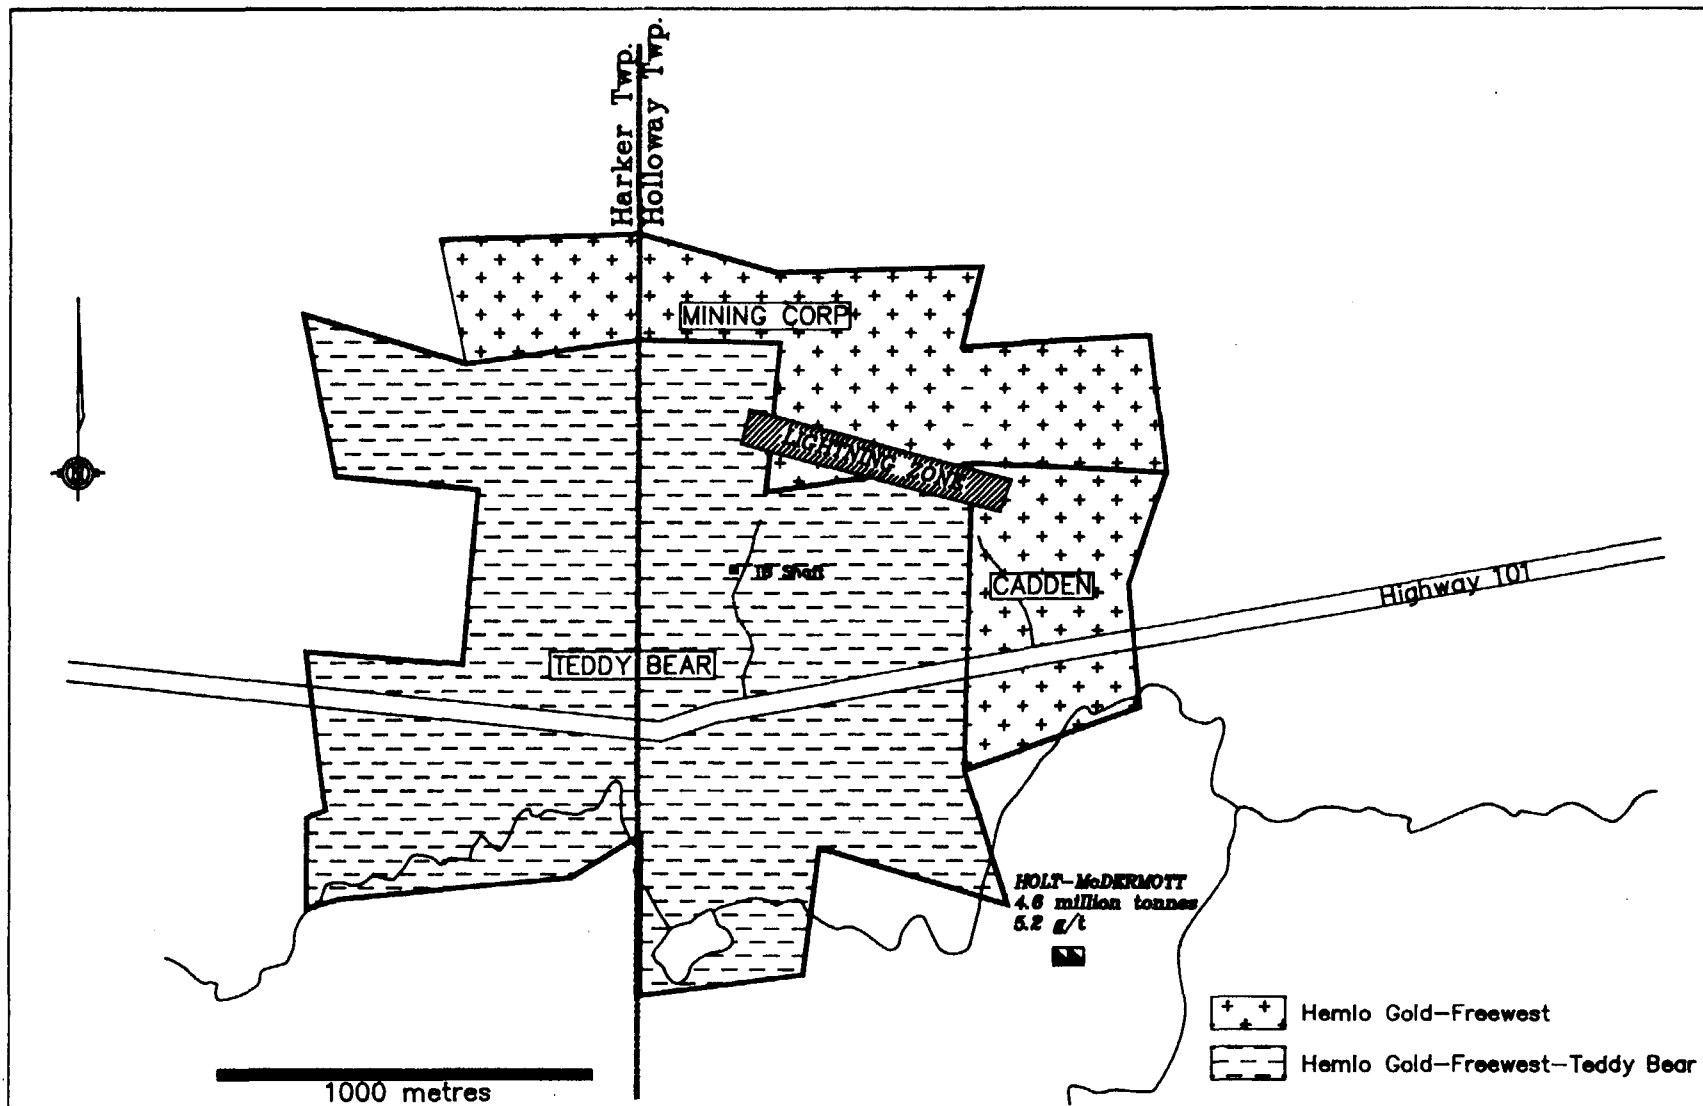 Harker Twp.
Holloway Twp.
MINING CORP
LIGHTNING ZONE
Shaft
CADDEN
Highway 101
TEDDY BEAR
HOLT-McDERMOTT
4.6 million tonnes
5.2 g/t
Hemlo Gold-Freewest
Hemlo Gold-Freewest-Teddy Bear
1000 metres